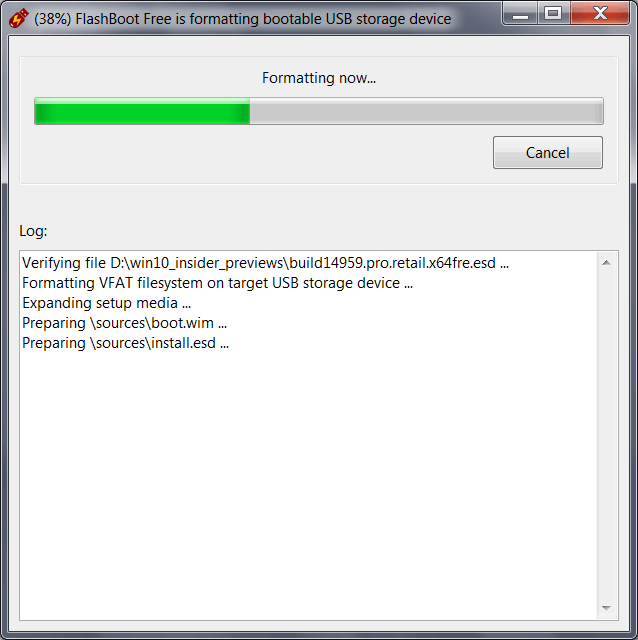 (38%) FlashBoot Free is formatting bootable USB storage device
Formatting now...
Cancel
Log:
Verifying file D:\win10_insider_previews\build14959.pro.retail.x64fre.esd ...
Formatting VFAT filesystem on target USB storage device ...
Expanding setup media ...
Preparing \sources\boot.wim ...
Preparing \sources\install.esd ...